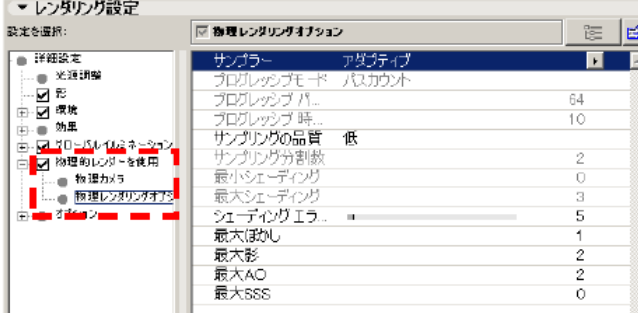 ▼ レンダリング設定
設定を選択:
詳細設定
光源調整
影
環境
効果
グローバルイルミネーション
物理的レンダーを使用
物理カメラ
物理レンダリングオプシ
オプション
物理レンダリングオプション
サンプラー アダプティブ
プログレッシブモード パスカウント
プログレッシブ パ... 64
プログレッシブ 時... 10
サンプリングの品質 低
サンプリング分割数 2
最小シェーディング 0
最大シェーディング 3
シェーディング エラ... 5
最大ぼかし 1
最大影 2
最大AO 2
最大SSS 0